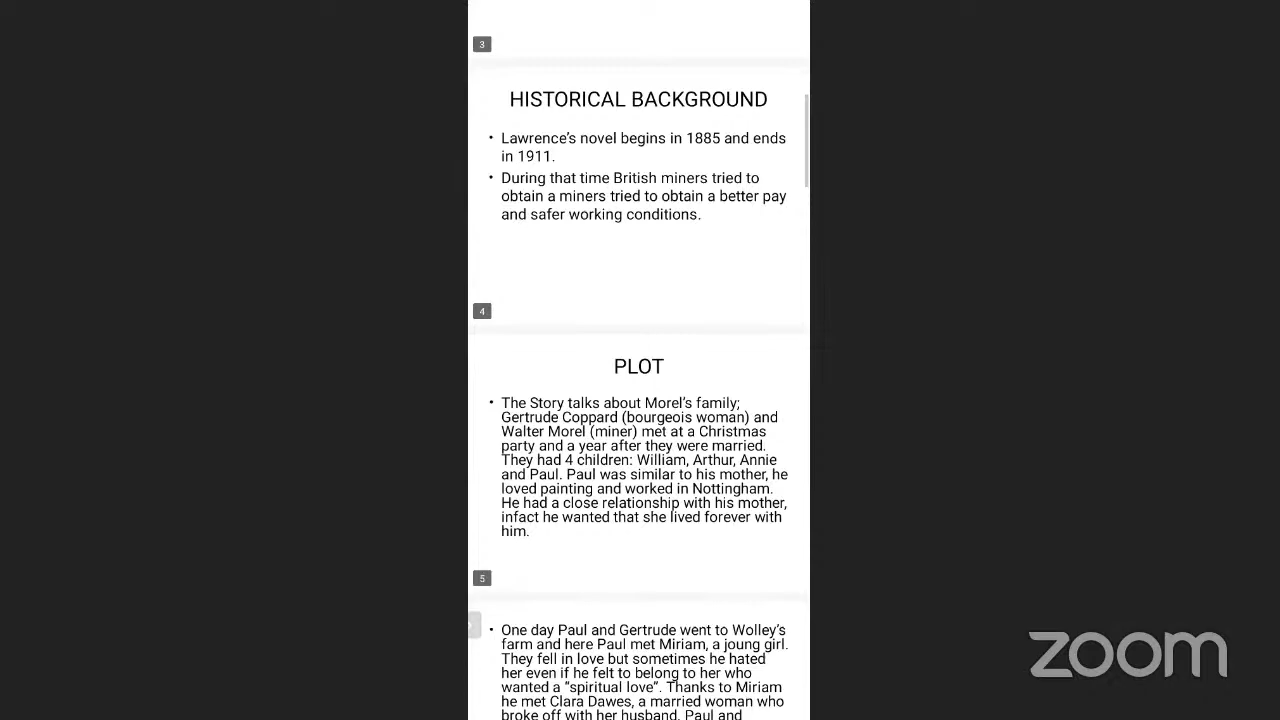 3
HISTORICAL BACKGROUND
• Lawrence's novel begins in 1885 and ends
in 1911.
• During that time British miners tried to
obtain a miners tried to obtain a better pay
and safer working conditions.
4
PLOT
• The Story talks about Morel's family;
Gertrude Coppard (bourgeois woman) and
Walter Morel (miner) met at a Christmas
party and a year after they were married.
They had 4 children: William, Arthur, Annie
and Paul. Paul was similar to his mother, he
loved painting and worked in Nottingham.
He had a close relationship with his mother,
infact he wanted that she lived forever with
him.
5
• One day Paul and Gertrude went to Wolley's
farm and here Paul met Miriam, a joung girl.
They fell in love but sometimes he hated
her even if he felt to belong to her who
wanted a "spiritual love". Thanks to Miriam
he met Clara Dawes, a married woman who
broke off with her husband. Paul and
zoom